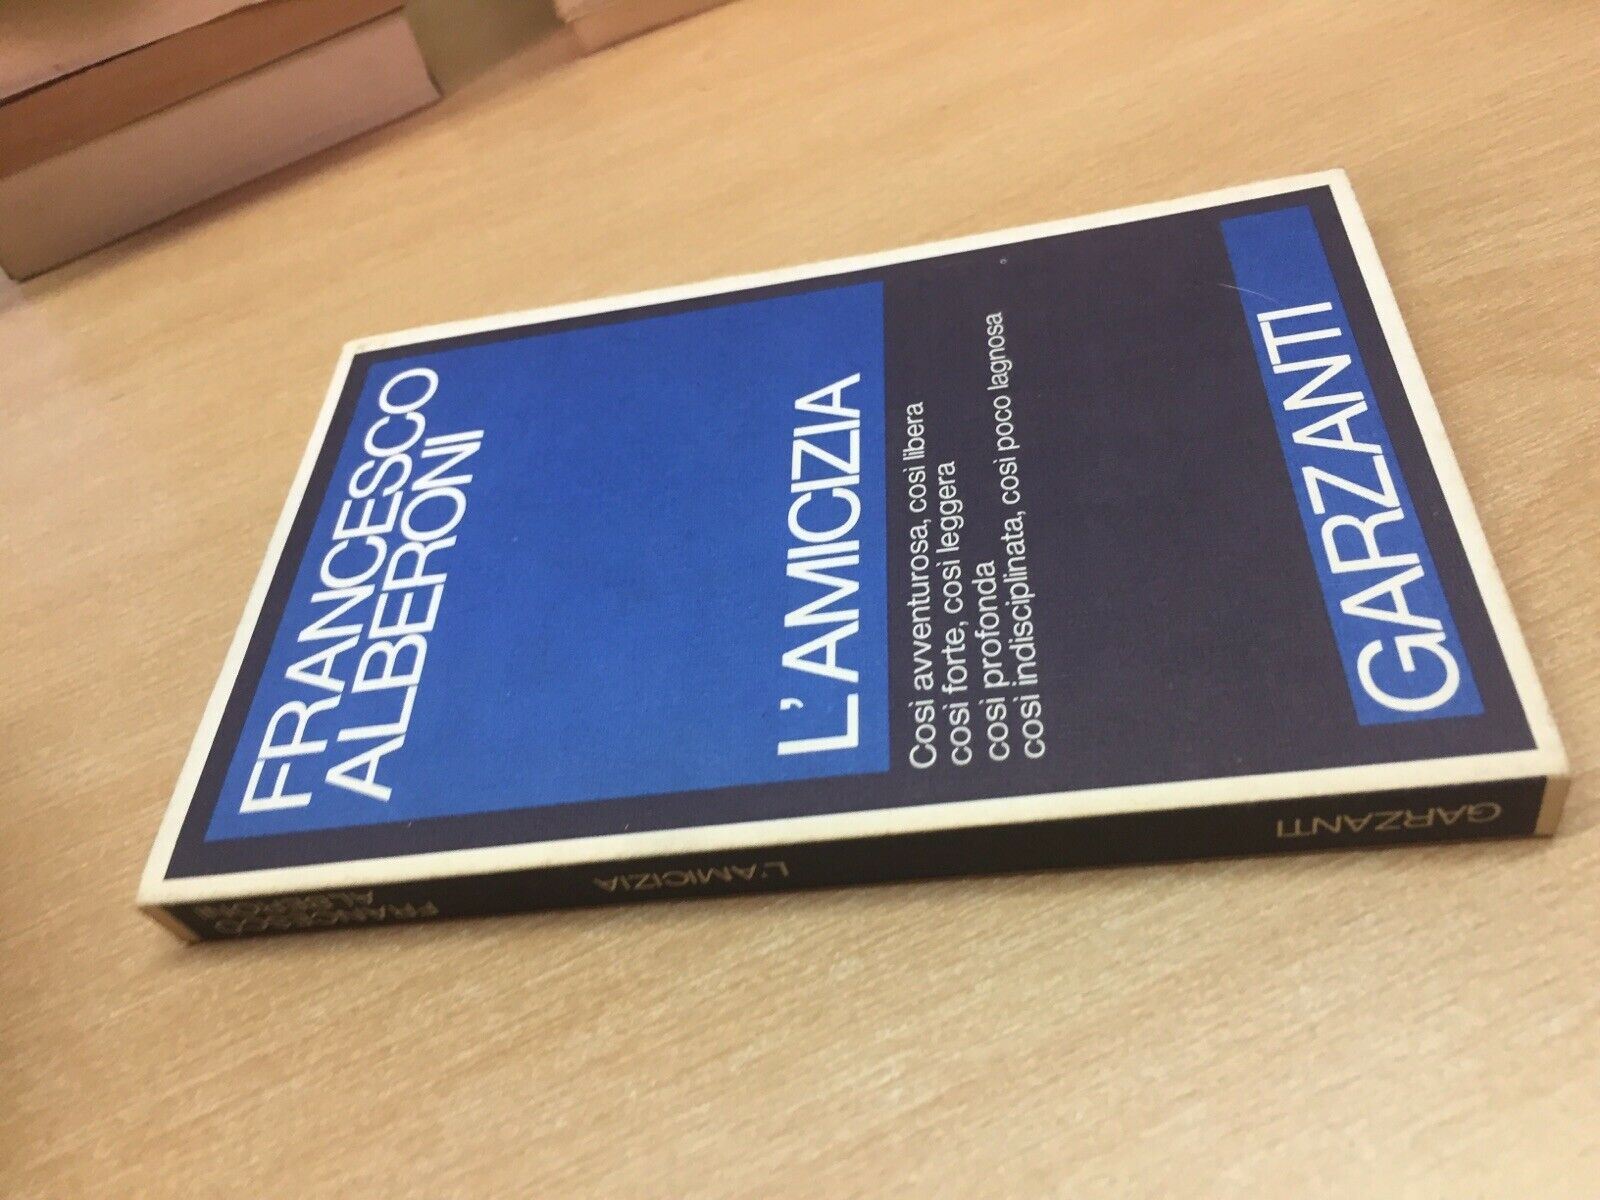 FRANCESCO
ALBERONI
L'AMICIZIA
Così avventurosa, così libera
così forte, così leggera
così profonda
così indisciplinata, così poco lagnosa
GARZANTI
FRANCESCO
ALBERONI
L'AMICIZIA
GARZANTI